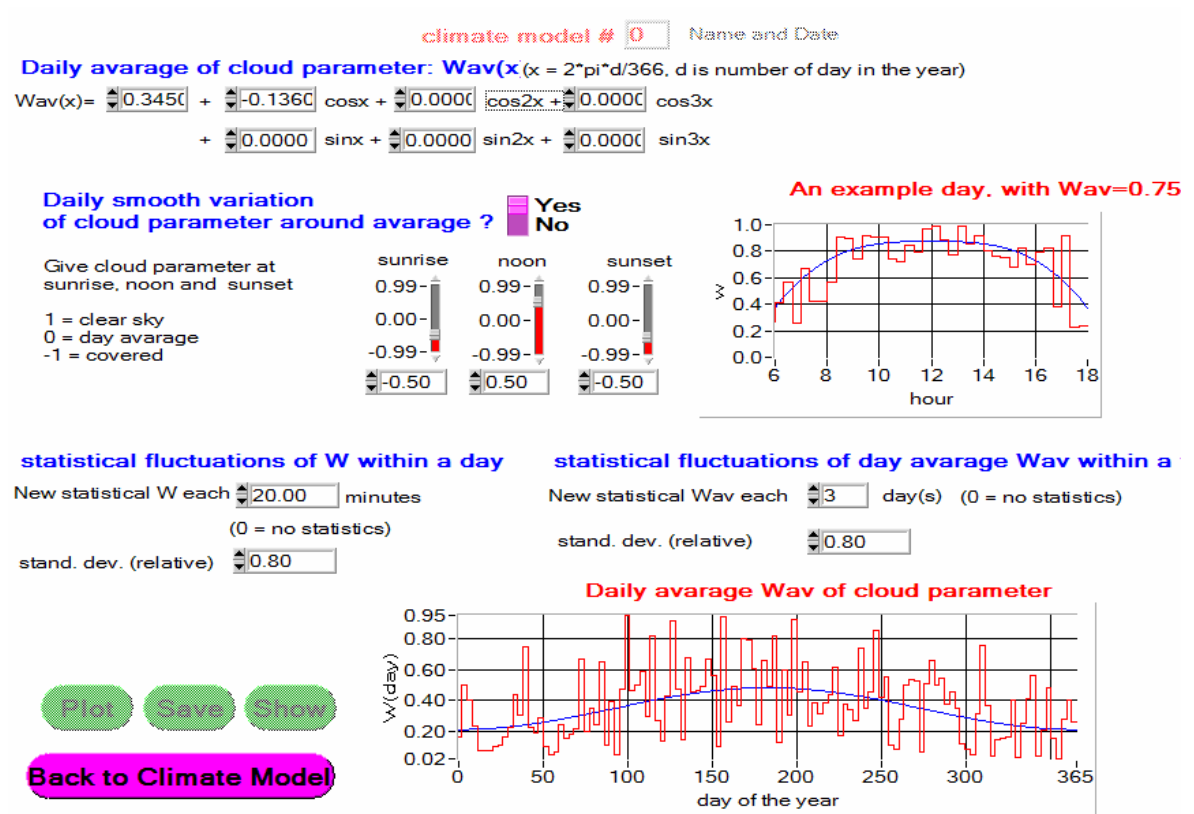 climate model # 0 Name and Date
Daily avarage of cloud parameter: Wav(x (x = 2*pi*d/366, d is number of day in the year)
Wav(x)= 0.345( + -0.136C cosx + 0.000( cos2x + 0.000( cos3x
+ 0.0000 sinx + 0.0000 sin2x + 0.000( sin3x
Daily smooth variation
of cloud parameter around avarage ?
Yes
No
Give cloud parameter at
sunrise, noon and sunset
1 = clear sky
0 = day avarage
-1 = covered
sunrise noon sunset
0.99 0.99 0.99
0.00 0.00 0.00
-0.99 -0.99 -0.99
-0.50 0.50 -0.50
An example day, with Wav=0.75
1.0
0.8
0.6
0.4
0.2
0.0
W
6 8 10 12 14 16 18
hour
statistical fluctuations of W within a day
New statistical W each 20.00 minutes
(0 = no statistics)
stand. dev. (relative) 0.80
statistical fluctuations of day avarage Wav within a
New statistical Wav each 3 day(s) (0 = no statistics)
stand. dev. (relative) 0.80
Daily avarage Wav of cloud parameter
0.95
0.80
0.60
0.40
0.20
0.02
W(day)
0 50 100 150 200 250 300 365
day of the year
Plot Save Show
Back to Climate Model